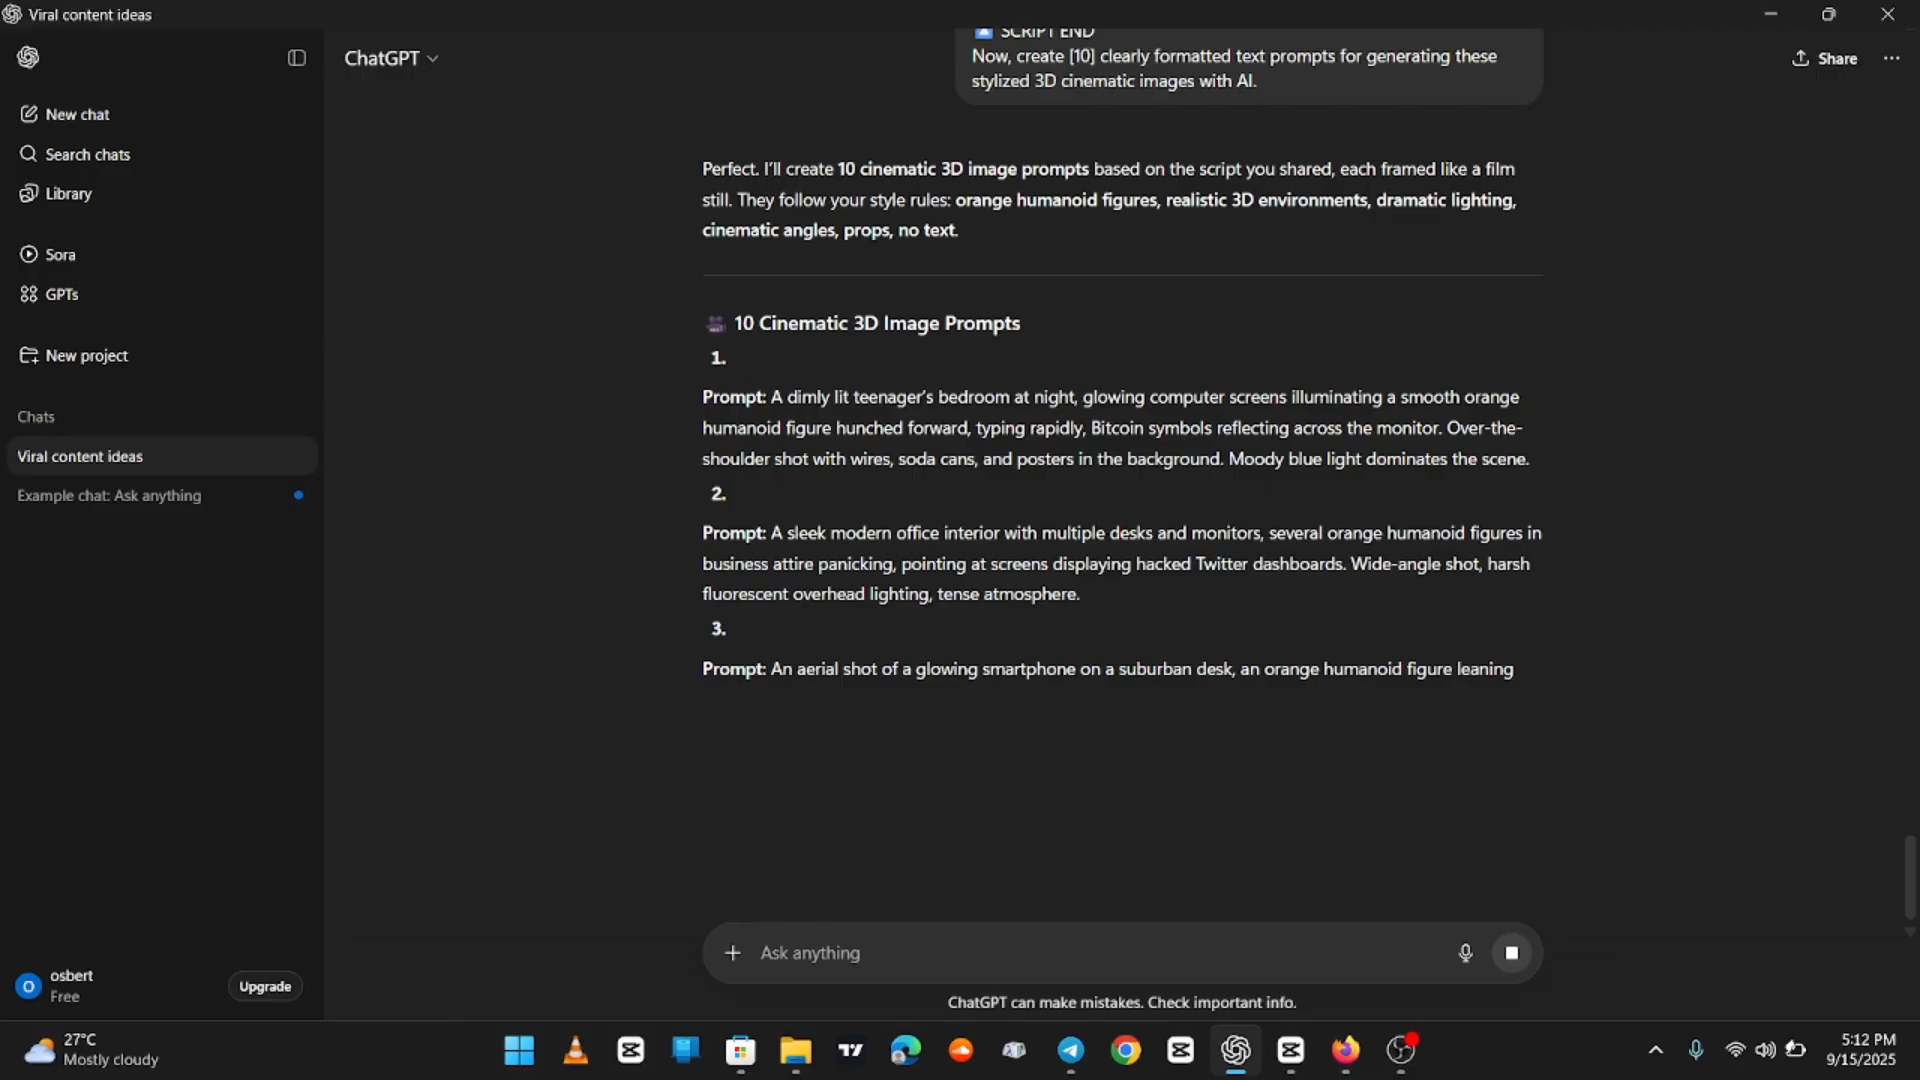 Viral content ideas
ChatGPT
SCRIPT END
Now, create [10] clearly formatted text prompts for generating these
stylized 3D cinematic images with AI.
Share
New chat
Search chats
Library
Sora
GPTs
New project
Chats
Viral content ideas
Example chat: Ask anything
Perfect. I'll create 10 cinematic 3D image prompts based on the script you shared, each framed like a film
still. They follow your style rules: orange humanoid figures, realistic 3D environments, dramatic lighting,
cinematic angles, props, no text.
10 Cinematic 3D Image Prompts
1.
Prompt: A dimly lit teenager's bedroom at night, glowing computer screens illuminating a smooth orange
humanoid figure hunched forward, typing rapidly, Bitcoin symbols reflecting across the monitor. Over-the-
shoulder shot with wires, soda cans, and posters in the background. Moody blue light dominates the scene.
2.
Prompt: A sleek modern office interior with multiple desks and monitors, several orange humanoid figures in
business attire panicking, pointing at screens displaying hacked Twitter dashboards. Wide-angle shot, harsh
fluorescent overhead lighting, tense atmosphere.
3.
Prompt: An aerial shot of a glowing smartphone on a suburban desk, an orange humanoid figure leaning
O
osbert
Free
Upgrade
Ask anything
ChatGPT can make mistakes. Check important info.
27°C
Mostly cloudy
5:12 PM
9/15/2025